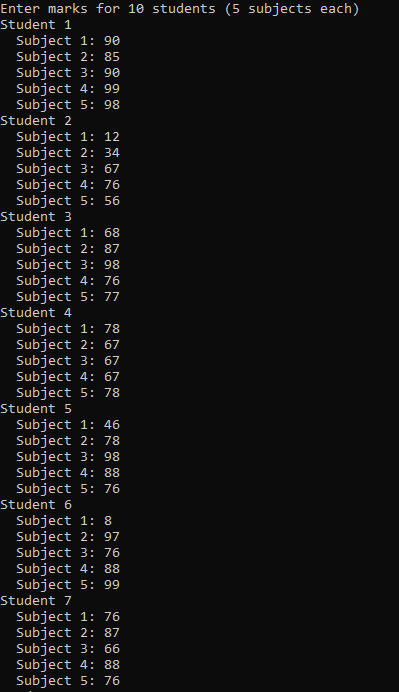 Enter marks for 10 students (5 subjects each)
Student 1
  Subject 1: 90
  Subject 2: 85
  Subject 3: 90
  Subject 4: 99
  Subject 5: 98
Student 2
  Subject 1: 12
  Subject 2: 34
  Subject 3: 67
  Subject 4: 76
  Subject 5: 56
Student 3
  Subject 1: 68
  Subject 2: 87
  Subject 3: 98
  Subject 4: 76
  Subject 5: 77
Student 4
  Subject 1: 78
  Subject 2: 67
  Subject 3: 67
  Subject 4: 67
  Subject 5: 78
Student 5
  Subject 1: 46
  Subject 2: 78
  Subject 3: 98
  Subject 4: 88
  Subject 5: 76
Student 6
  Subject 1: 8
  Subject 2: 97
  Subject 3: 76
  Subject 4: 88
  Subject 5: 99
Student 7
  Subject 1: 76
  Subject 2: 87
  Subject 3: 66
  Subject 4: 88
  Subject 5: 76